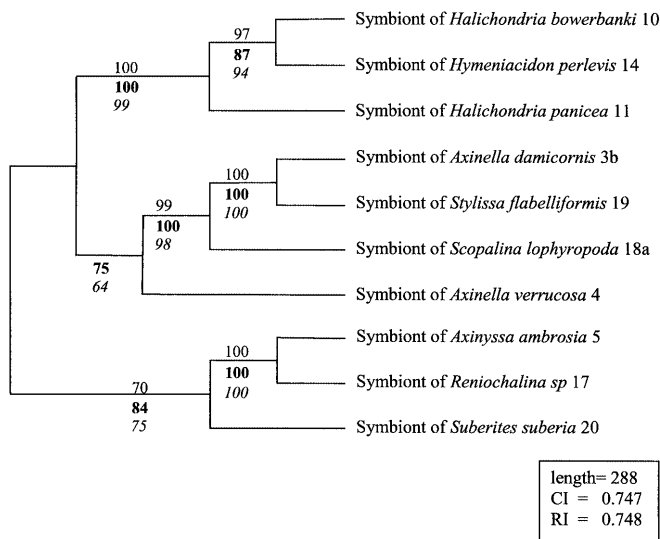 97
Symbiont of Halichondria bowerbanki 10
100
87
Symbiont of Hymeniacidon perlevis 14
100
94
99
Symbiont of Halichondria panicea 11
100
Symbiont of Axinella damicornis 3b
99
100
Symbiont of Stylissa flabelliformis 19
100
100
98
Symbiont of Scopalina lophyropoda 18a
75
64
Symbiont of Axinella verrucosa 4
Symbiont of Axinyssa ambrosia 5
100
100
Symbiont of Reniochalina sp 17
70
100
84
Symbiont of Suberites suberia 20
75
length= 288
CI = 0.747
RI = 0.748